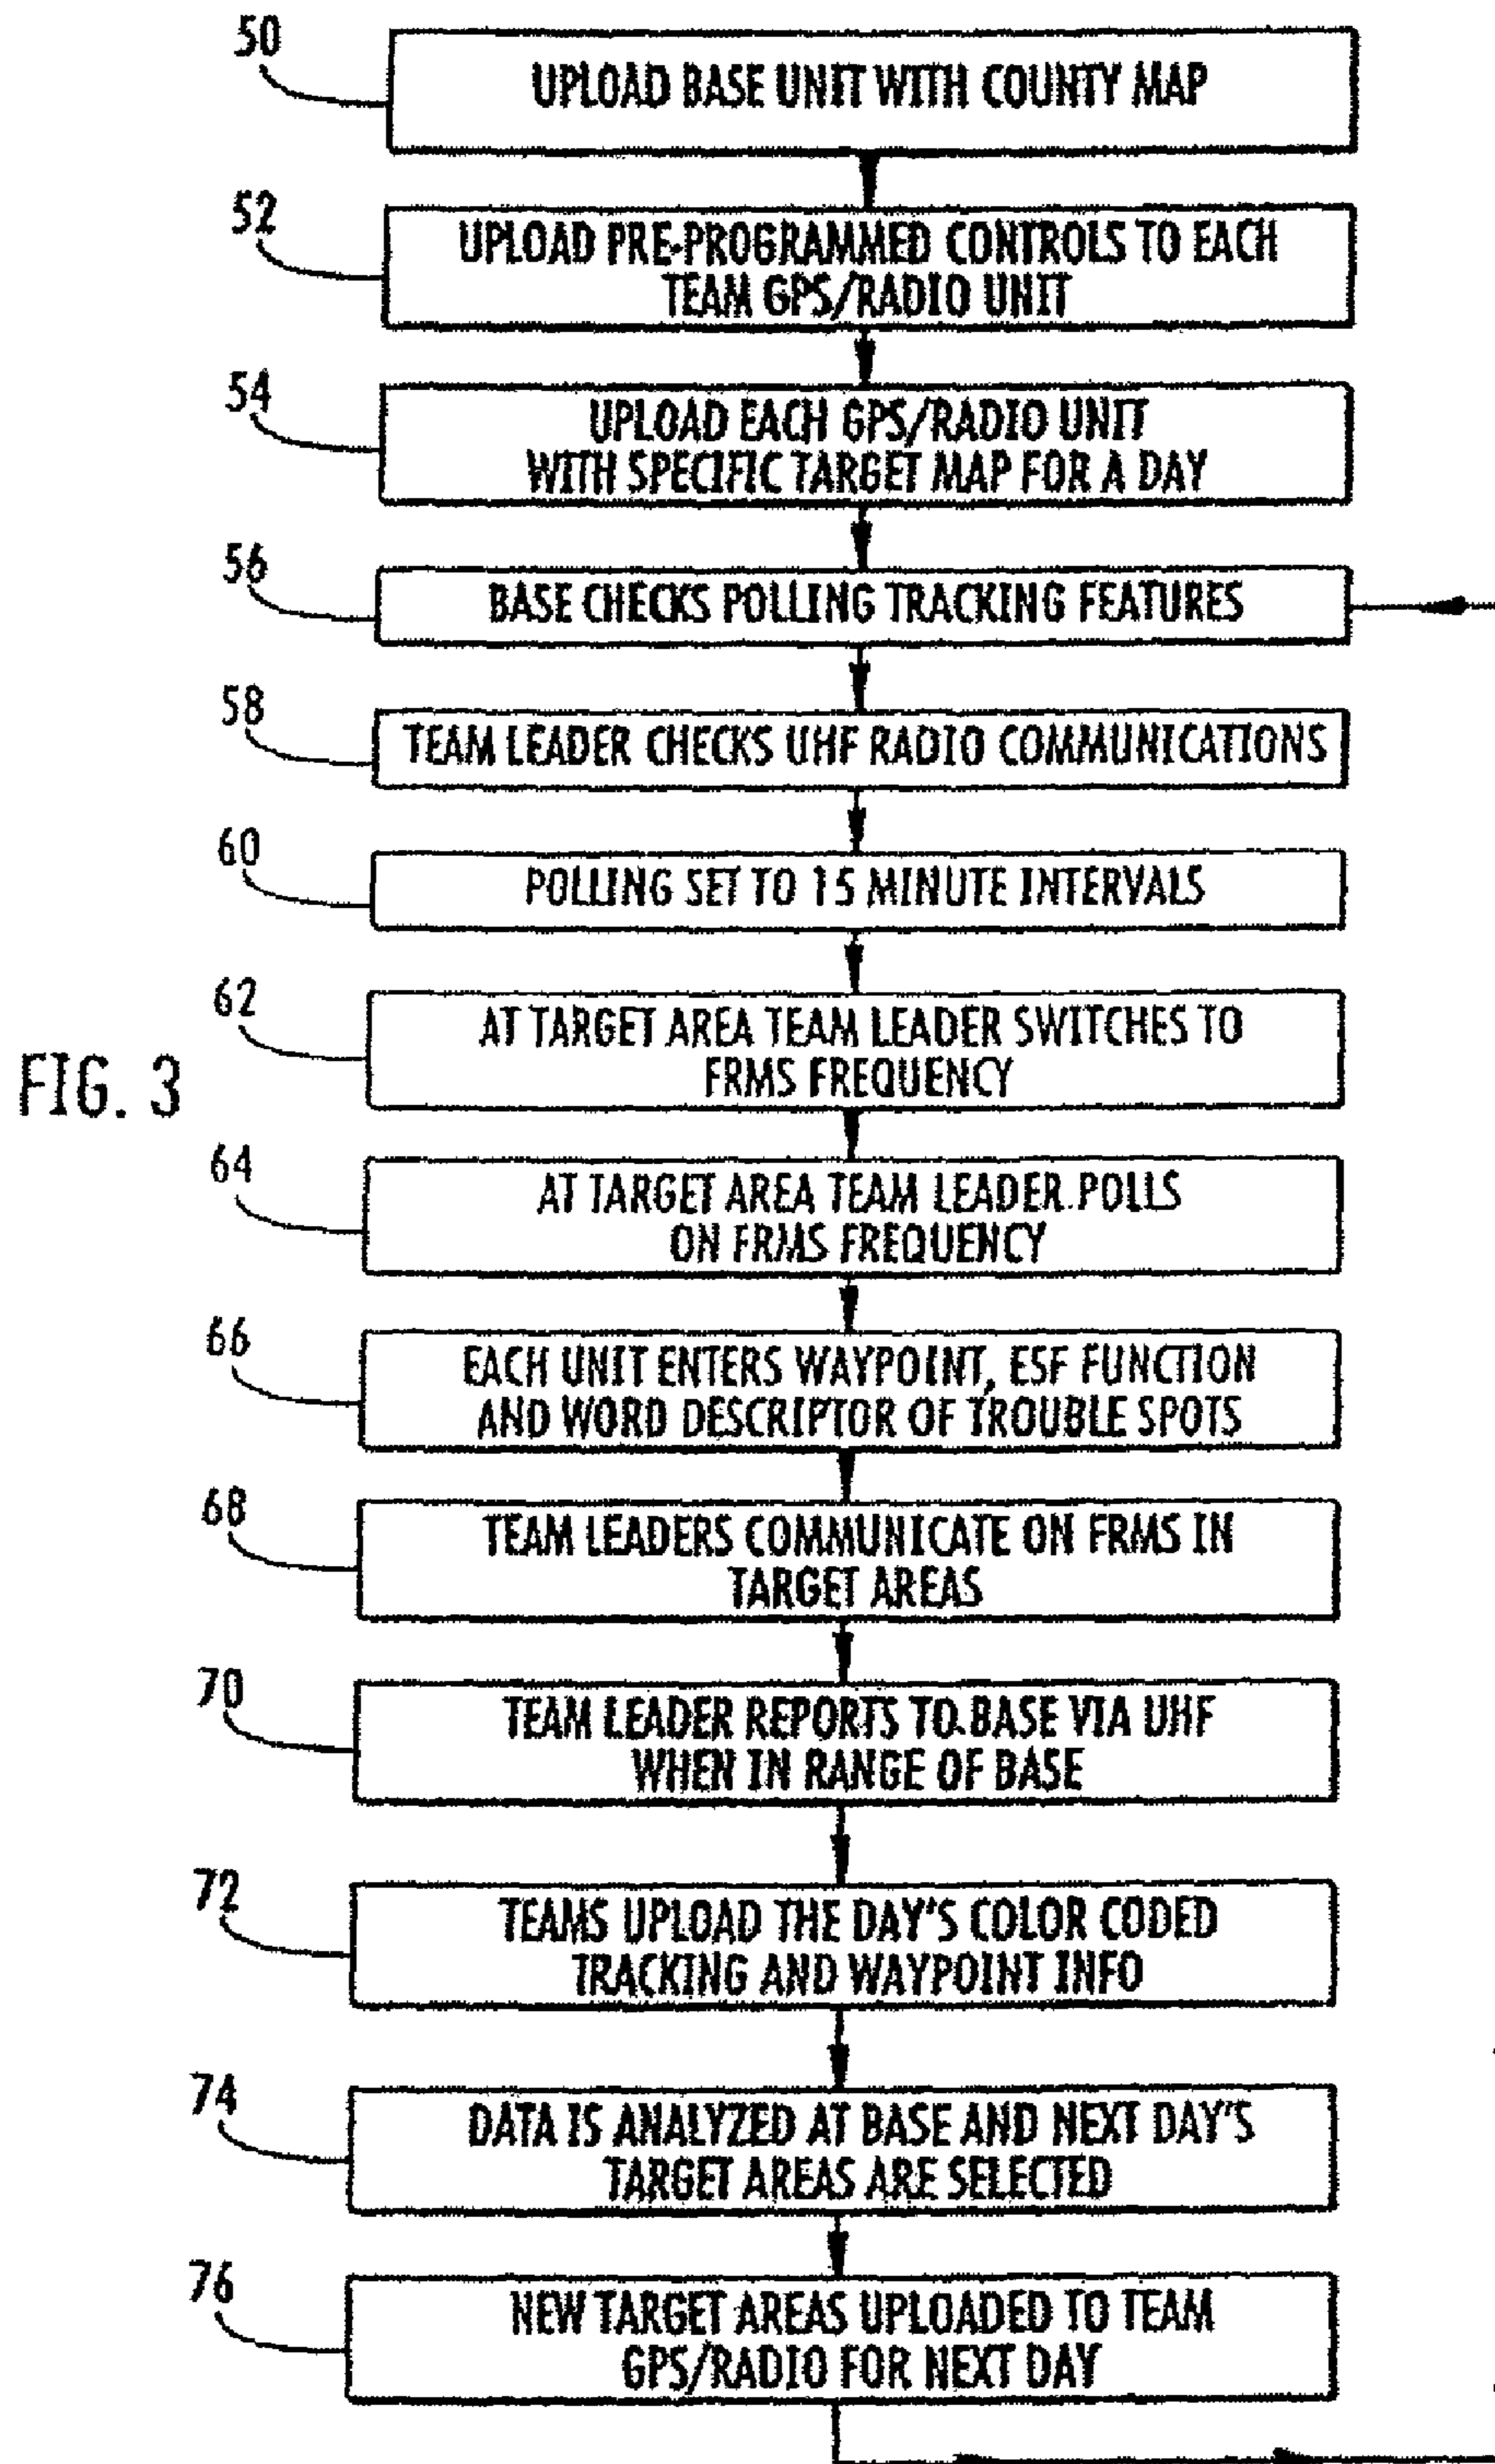 50
UPLOAD BASE UNIT WITH COUNTY MAP
52
UPLOAD PRE-PROGRAMMED CONTROLS TO EACH
TEAM GPS/RADIO UNIT
54
UPLOAD EACH GPS/RADIO UNIT
WITH SPECIFIC TARGET MAP FOR A DAY
56
BASE CHECKS POLLING TRACKING FEATURES
58
TEAM LEADER CHECKS UHF RADIO COMMUNICATIONS
60
POLLING SET TO 15 MINUTE INTERVALS
62
AT TARGET AREA TEAM LEADER SWITCHES TO
FRMS FREQUENCY
FIG. 3
64
AT TARGET AREA TEAM LEADER POLLS
ON FRMS FREQUENCY
66
EACH UNIT ENTERS WAYPOINT, ESF FUNCTION
AND WORD DESCRIPTOR OF TROUBLE SPOTS
68
TEAM LEADERS COMMUNICATE ON FRMS IN
TARGET AREAS
70
TEAM LEADER REPORTS TO BASE VIA UHF
WHEN IN RANGE OF BASE
72
TEAMS UPLOAD THE DAY'S COLOR CODED
TRACKING AND WAYPOINT INFO
74
DATA IS ANALYZED AT BASE AND NEXT DAY'S
TARGET AREAS ARE SELECTED
76
NEW TARGET AREAS UPLOADED TO TEAM
GPS/RADIO FOR NEXT DAY